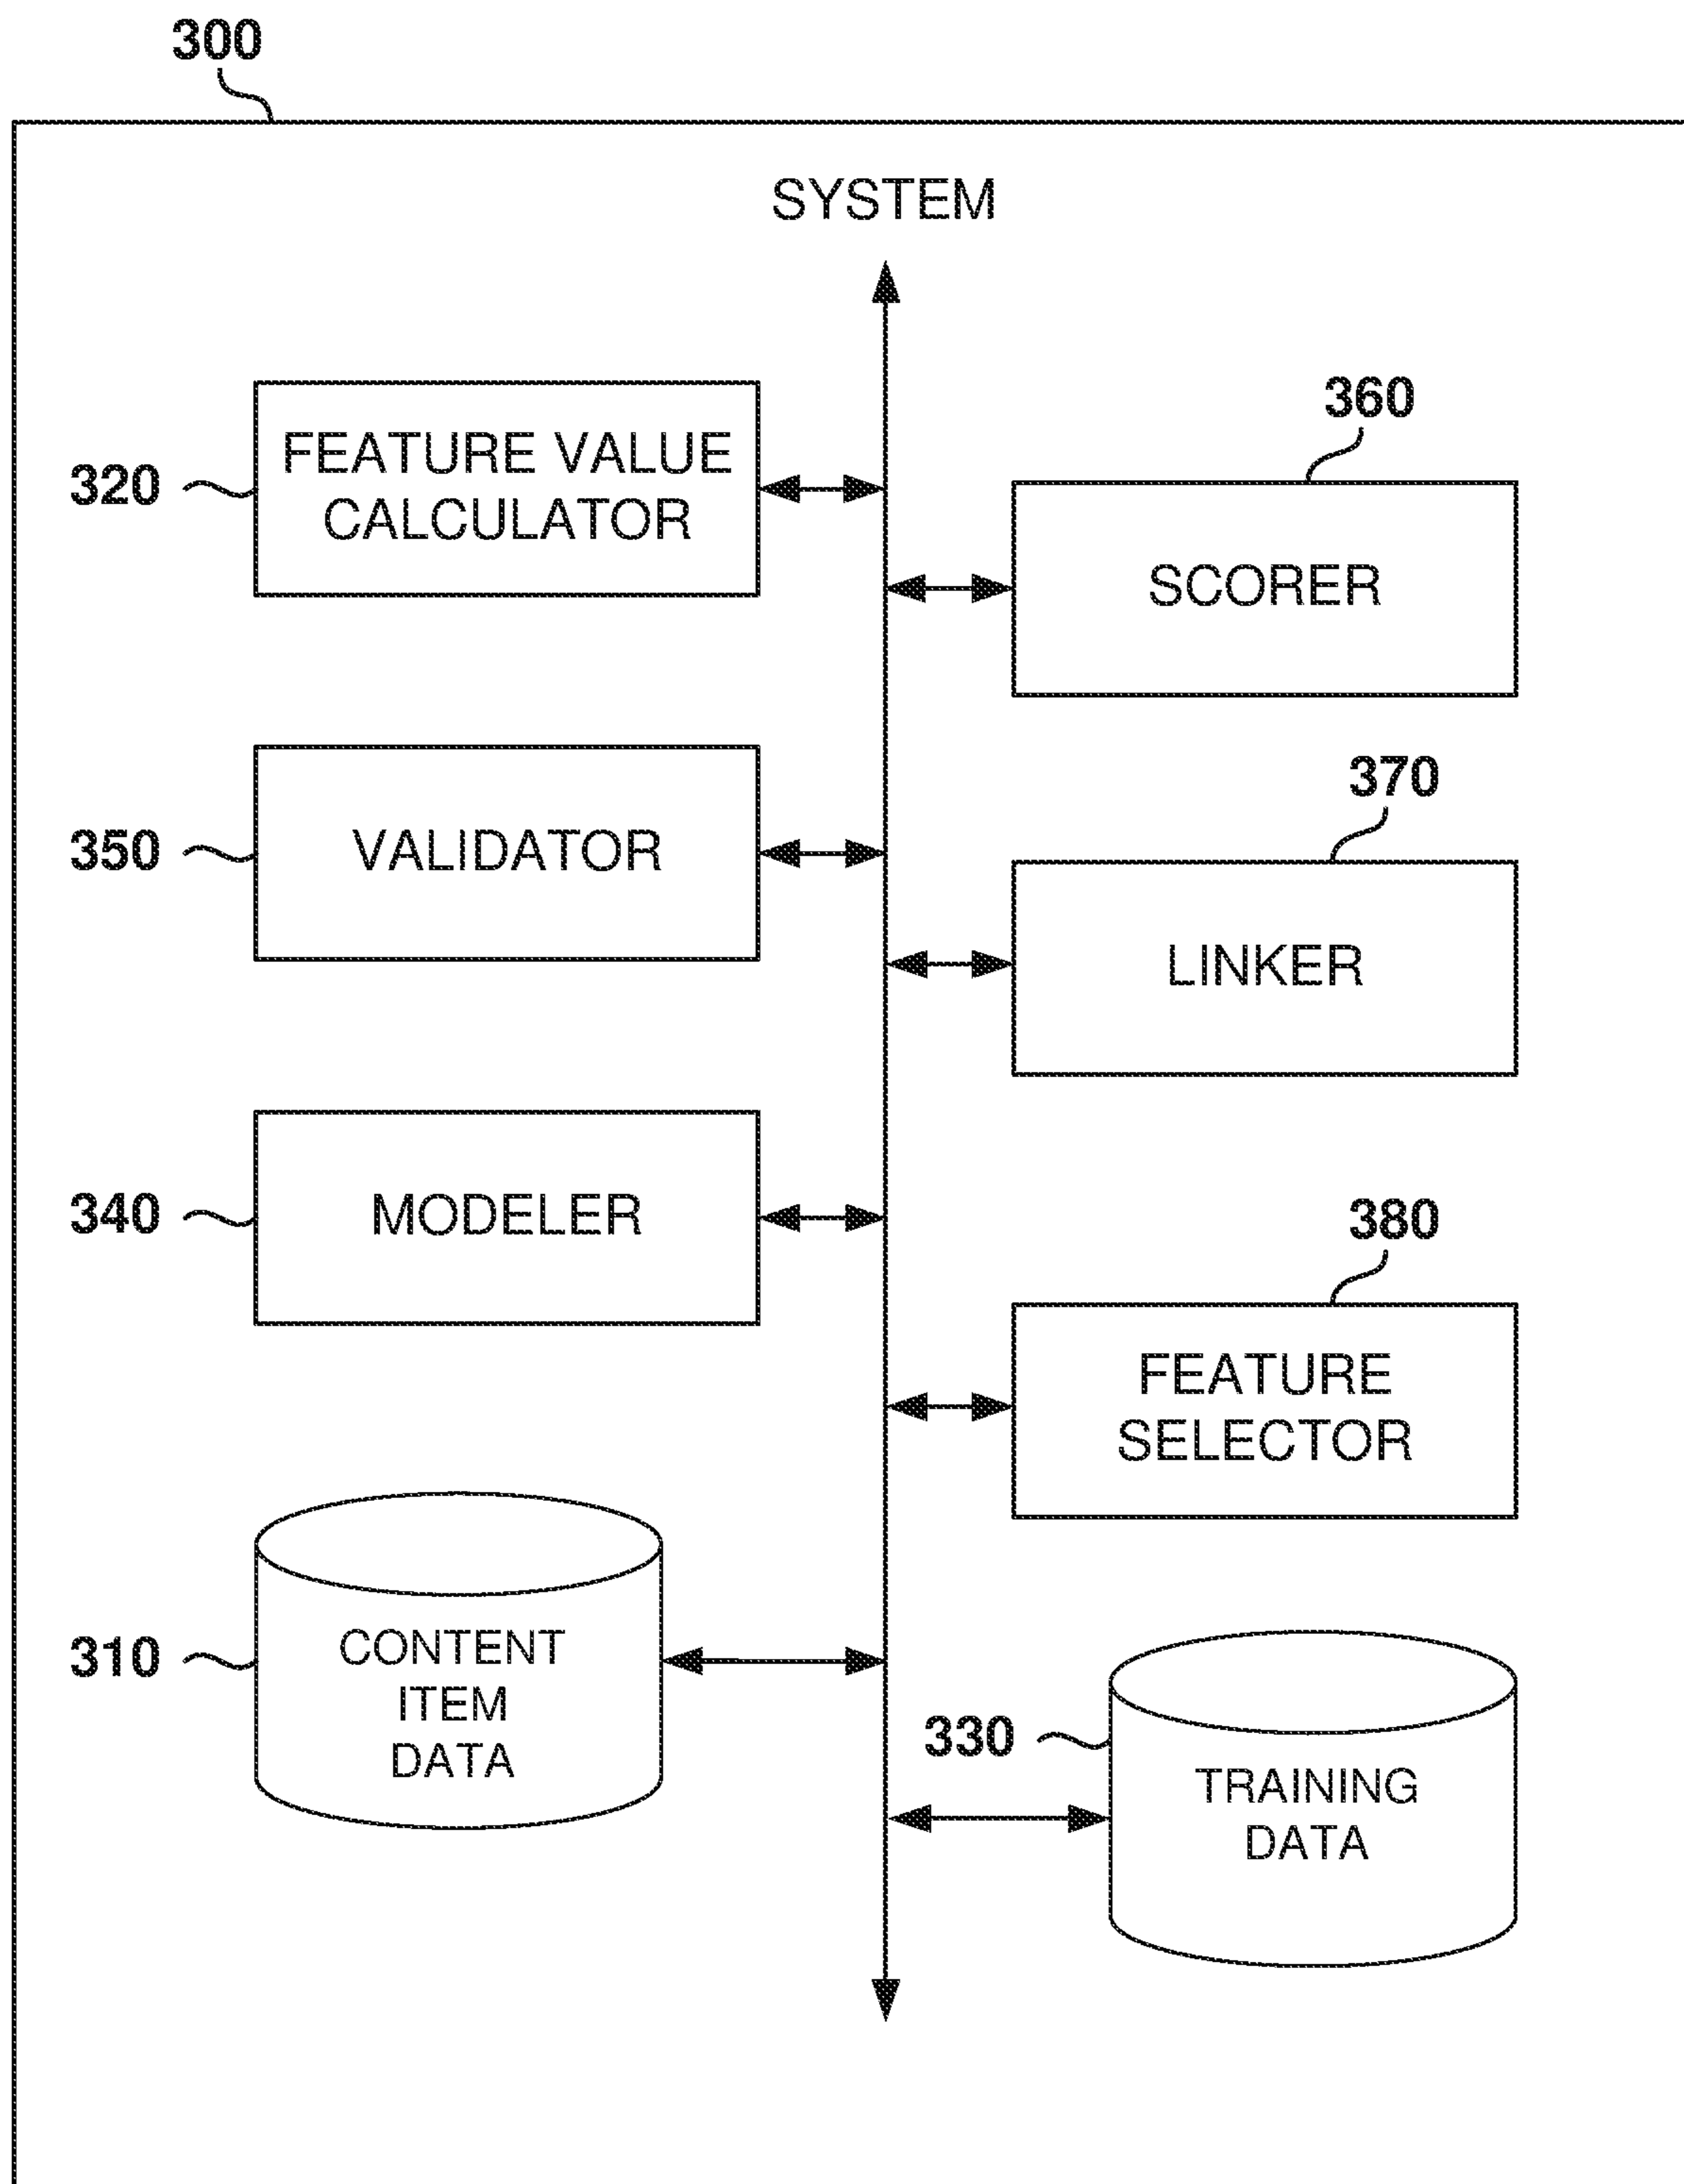 300
SYSTEM
320
FEATURE VALUE
CALCULATOR
360
SCORER
350
VALIDATOR
370
LINKER
340
MODELER
380
FEATURE
SELECTOR
310
CONTENT
ITEM
DATA
330
TRAINING
DATA